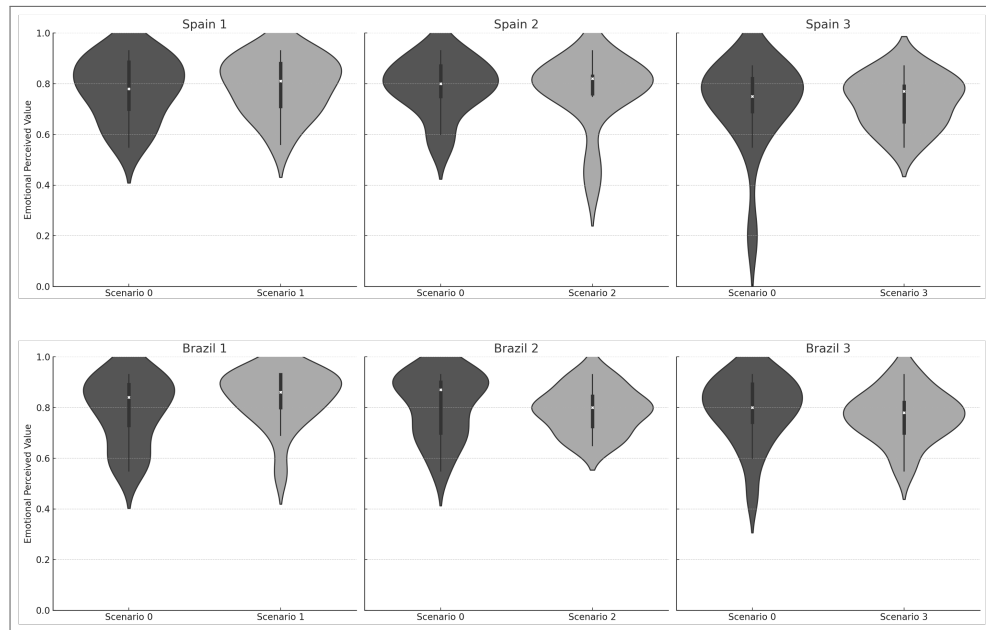 Spain 1
Spain 2
Spain 3
Emotional Perceived Value
1.0
0.8
0.6
0.4
0.2
0.0
Scenario 0
Scenario 1
Scenario 0
Scenario 2
Scenario 0
Scenario 3
Brazil 1
Brazil 2
Brazil 3
Emotional Perceived Value
1.0
0.8
0.6
0.4
0.2
0.0
Scenario 0
Scenario 1
Scenario 0
Scenario 2
Scenario 0
Scenario 3